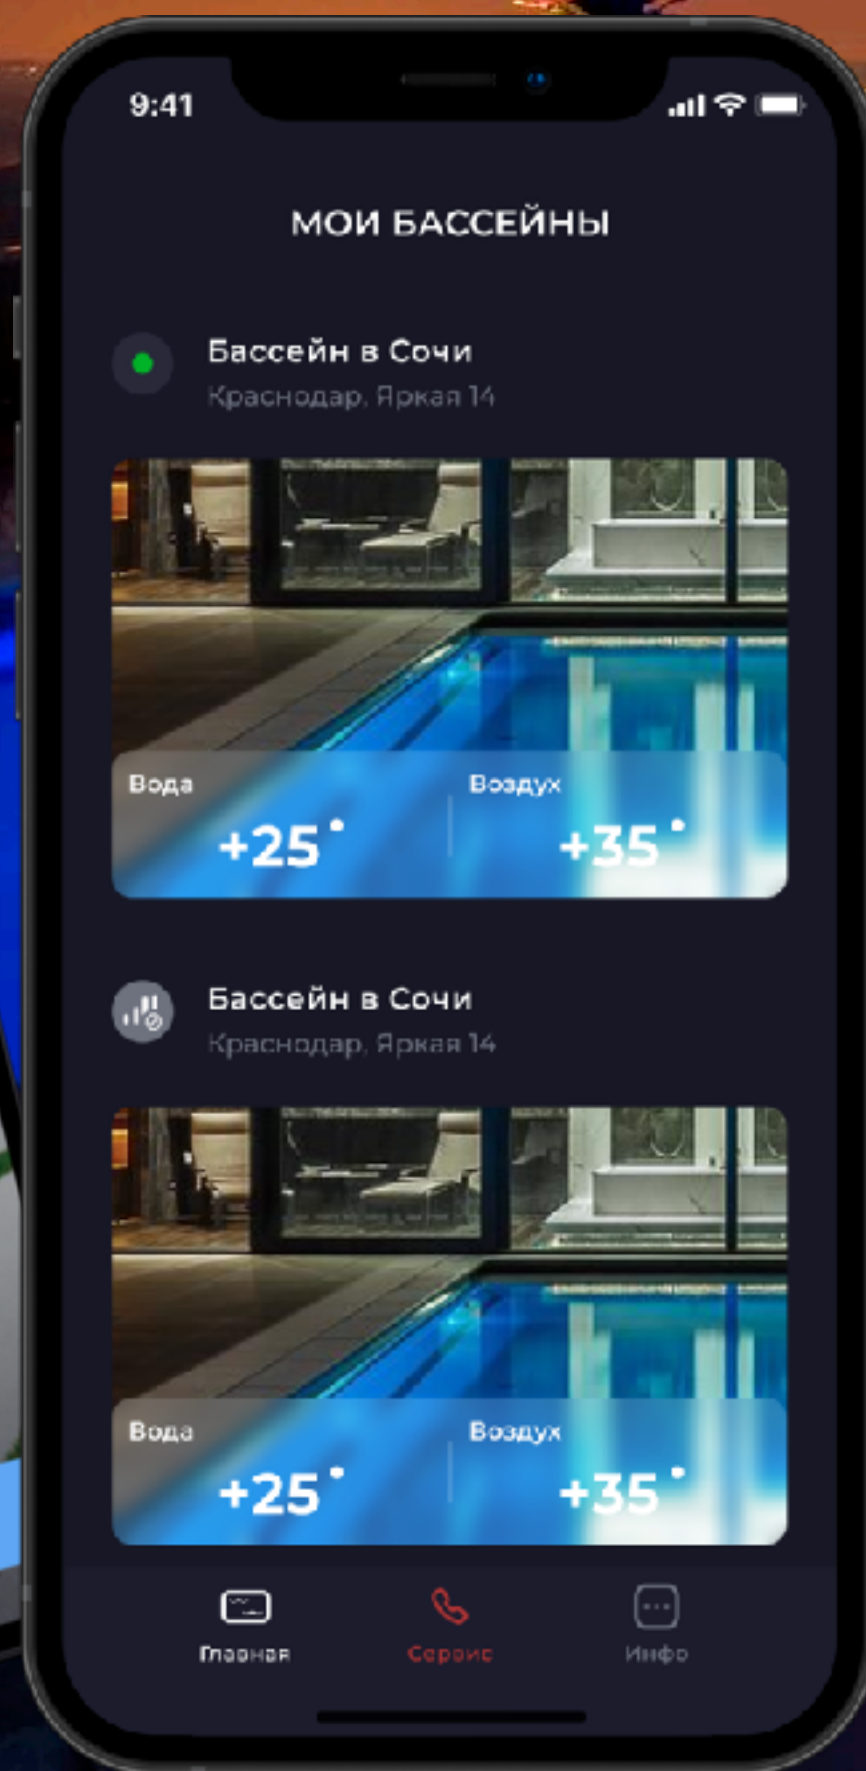 9:41
МОИ БАССЕЙНЫ
Бассейн в Сочи
Краснодар, Яркая 14
Вода
Воздух
+25°
+35°
Бассейн в Сочи
Краснодар, Яркая 14
Вода
Воздух
+25°
+35°
Главная
Сервис
Инфо